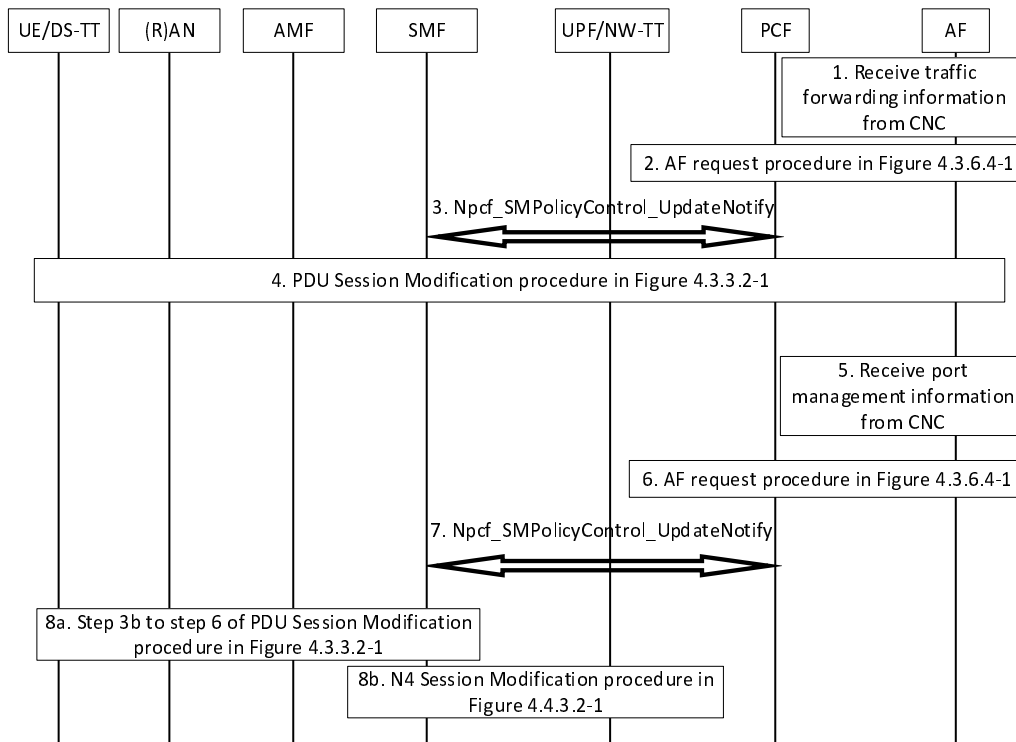 UE/DS-TT
(R)AN
AMF
SMF
UPF/NW-TT
PCF
AF
1. Receive traffic
forwarding information
from CNC
2. AF request procedure in Figure 4.3.6.4-1
3. Npcf_SMPolicyControl_UpdateNotify
4. PDU Session Modification procedure in Figure 4.3.3.2-1
5. Receive port
management information
from CNC
6. AF request procedure in Figure 4.3.6.4-1
7. Npcf_SMPolicyControl_UpdateNotify
8a. Step 3b to step 6 of PDU Session Modification
procedure in Figure 4.3.3.2-1
8b. N4 Session Modification procedure in
Figure 4.4.3.2-1